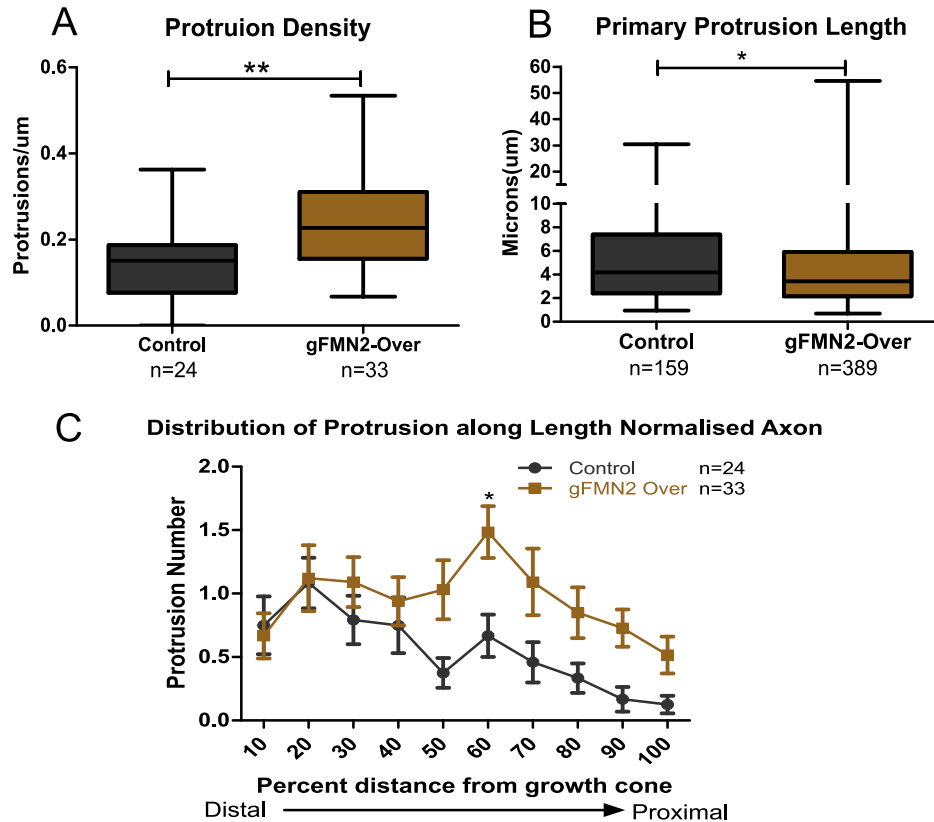 A
Protruion Density
**
Protrusions/um
0.6
0.4
0.2
0.0
Control
gFMN2-Over
n=24
n=33
B
Primary Protrusion Length
*
Microns(um)
60
50
40
30
20
10
8
6
4
2
0
Control
gFMN2-Over
n=159
n=389
C
Distribution of Protrusion along Length Normalised Axon
Control n=24
gFMN2 Over n=33
*
Protrusion Number
2.0
1.5
1.0
0.5
0.0
10 20 30 40 50 60 70 80 90 100
Percent distance from growth cone
Distal Proximal